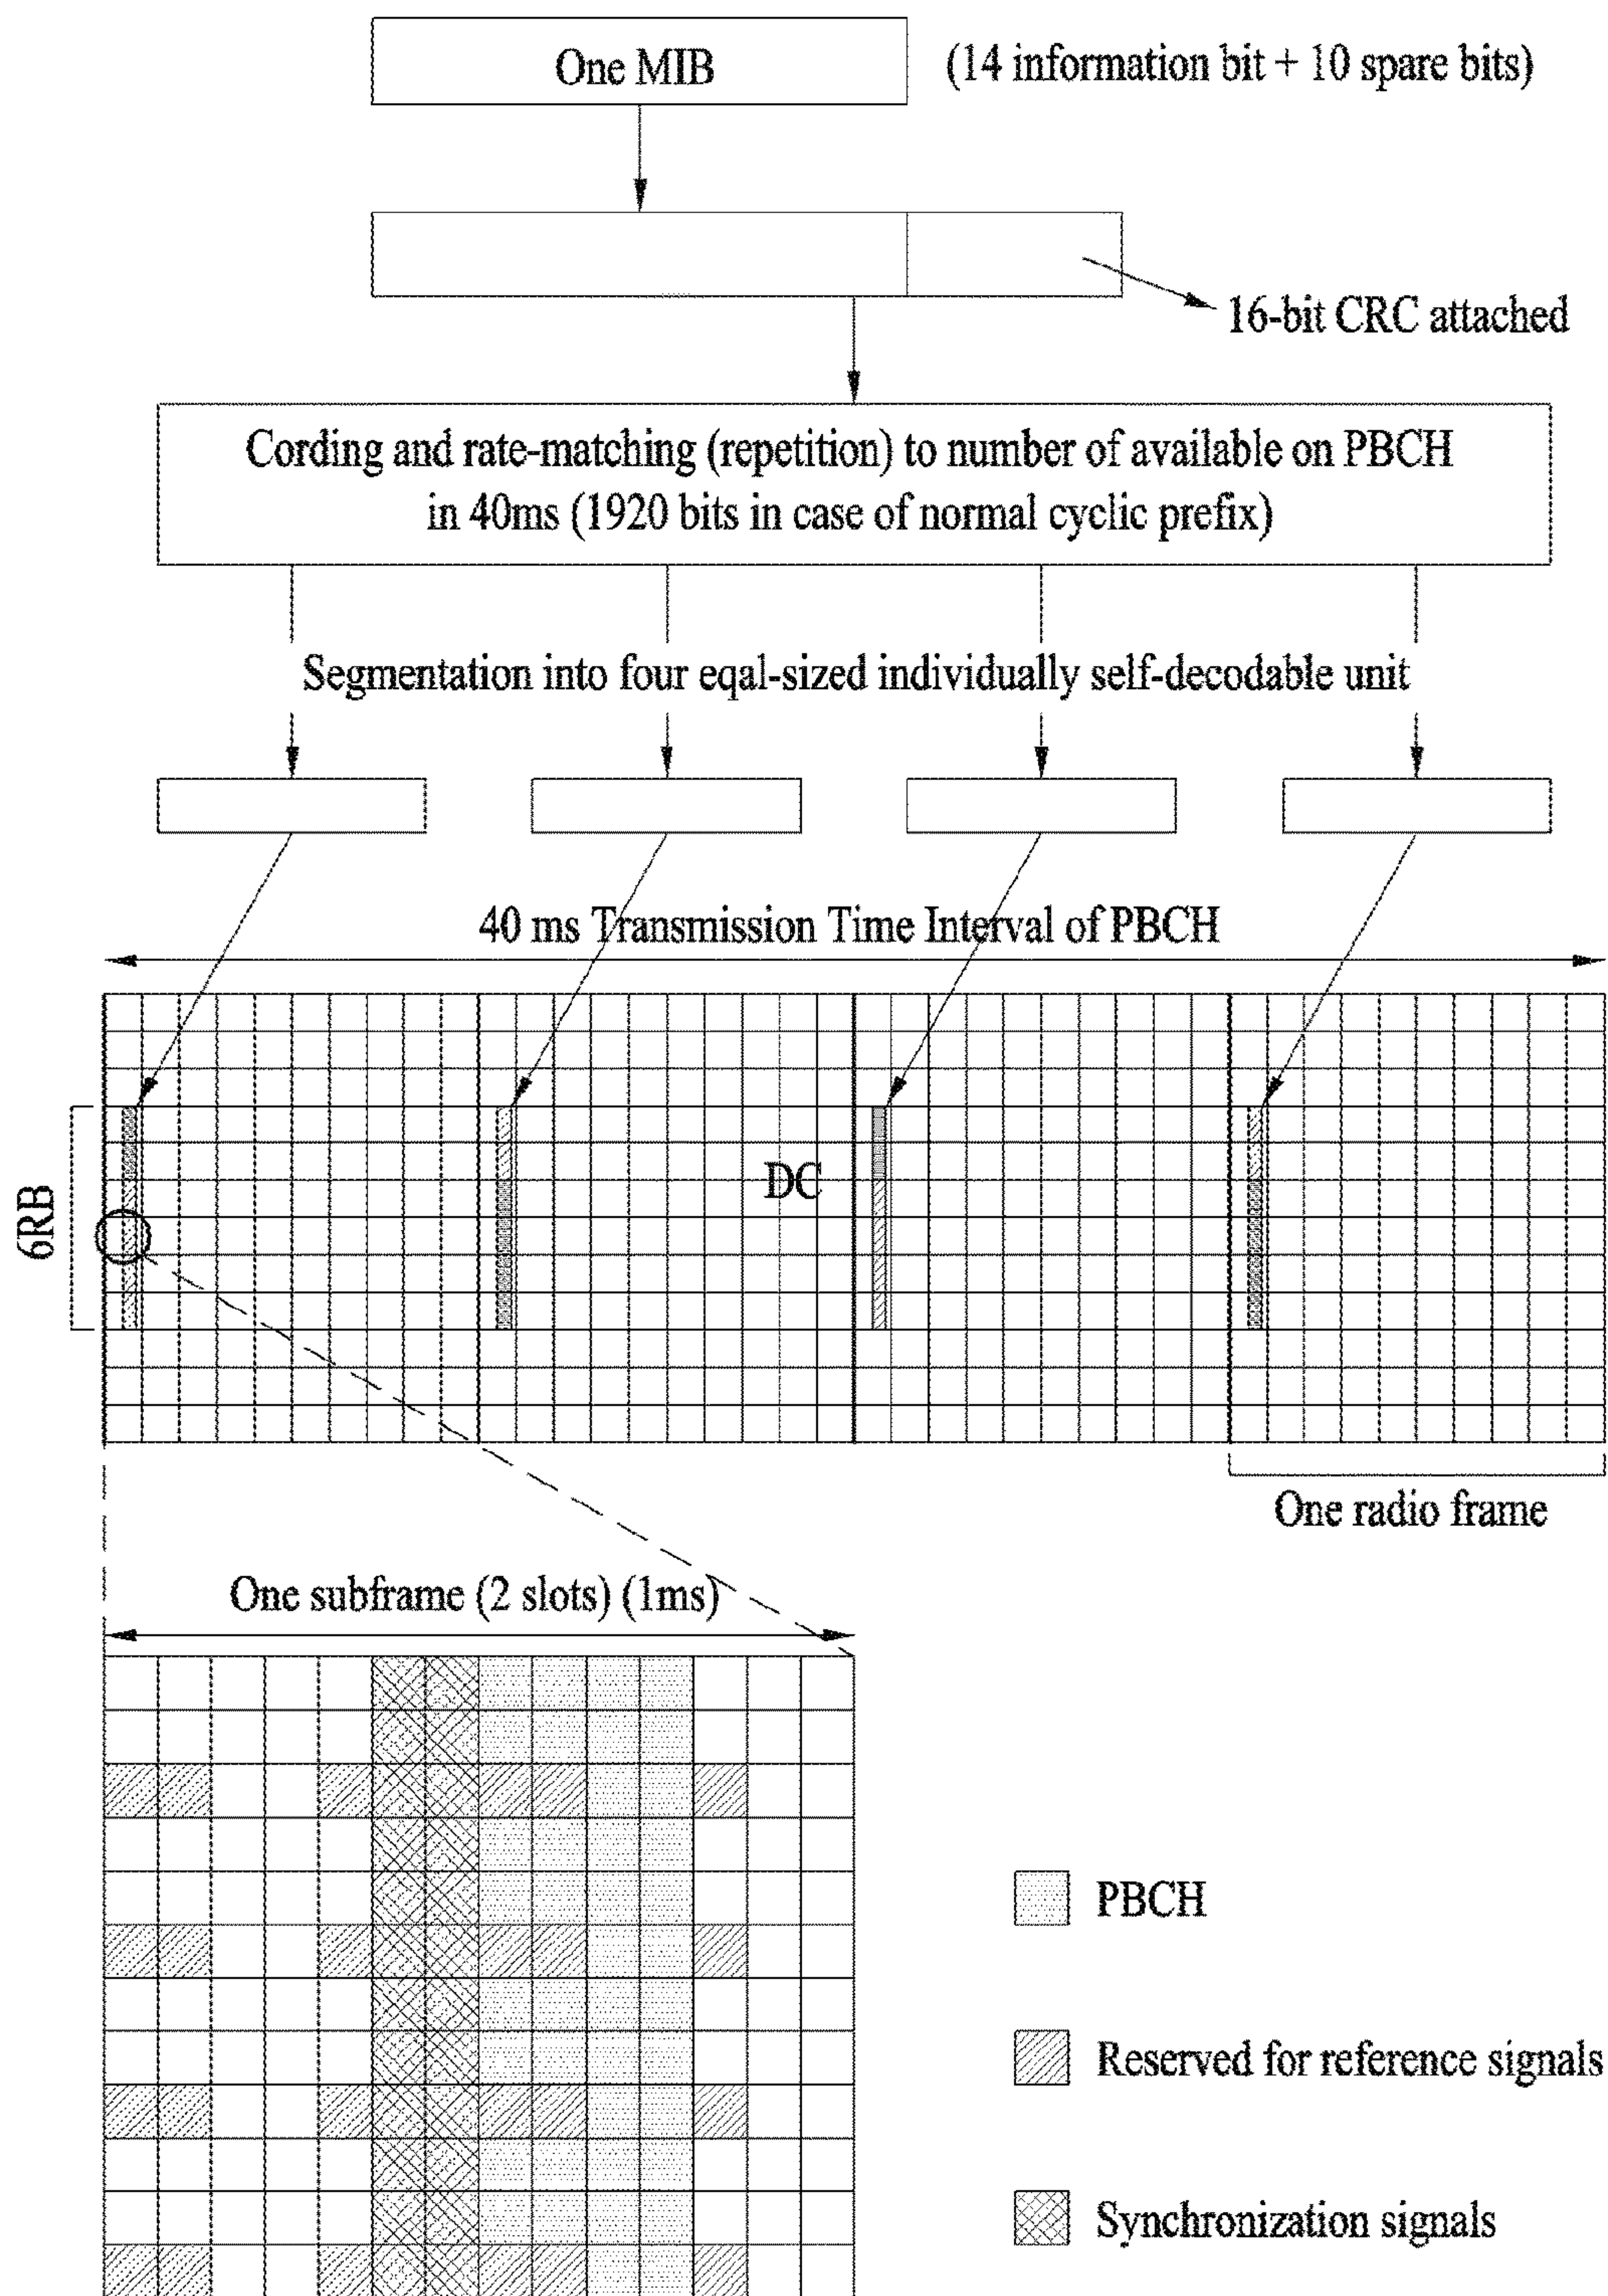 One MIB
(14 information bit + 10 spare bits)
16-bit CRC attached
Cording and rate-matching (repetition) to number of available on PBCH
in 40ms (1920 bits in case of normal cyclic prefix)
Segmentation into four eqal-sized individually self-decodable unit
40 ms Transmission Time Interval of PBCH
6RB
DC
One radio frame
One subframe (2 slots) (1ms)
PBCH
Reserved for reference signals
Synchronization signals